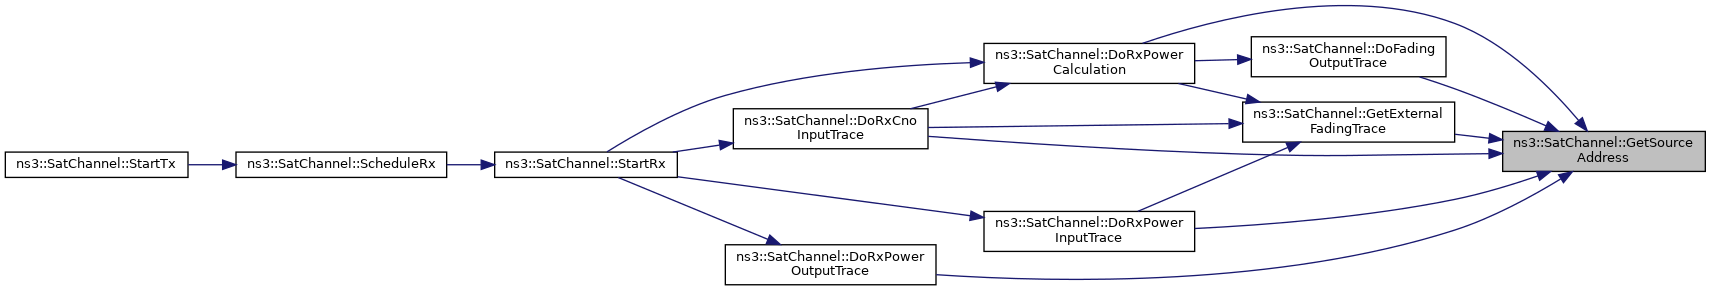 ns3::SatChannel::StartTx
ns3::SatChannel::ScheduleRx
ns3::SatChannel::StartRx
ns3::SatChannel::DoRxCno
InputTrace
ns3::SatChannel::DoRxPower
OutputTrace
ns3::SatChannel::DoRxPower
Calculation
ns3::SatChannel::DoRxPower
InputTrace
ns3::SatChannel::DoFading
OutputTrace
ns3::SatChannel::GetExternal
FadingTrace
ns3::SatChannel::GetSource
Address